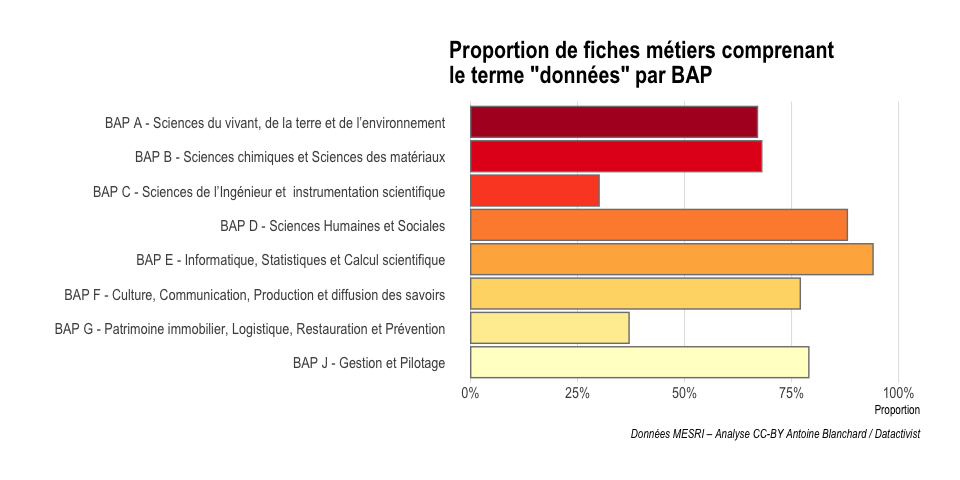 Proportion de fiches métiers comprenant
le terme "données" par BAP
BAP A - Sciences du vivant, de la terre et de l’environnement
BAP B - Sciences chimiques et Sciences des matériaux
BAP C - Sciences de l’Ingénieur et  instrumentation scientifique
BAP D - Sciences Humaines et Sociales
BAP E - Informatique, Statistiques et Calcul scientifique
BAP F - Culture, Communication, Production et diffusion des savoirs
BAP G - Patrimoine immobilier, Logistique, Restauration et Prévention
BAP J - Gestion et Pilotage
0% 25% 50% 75% 100%
Proportion
Données MESRI – Analyse CC-BY Antoine Blanchard / Datactivist